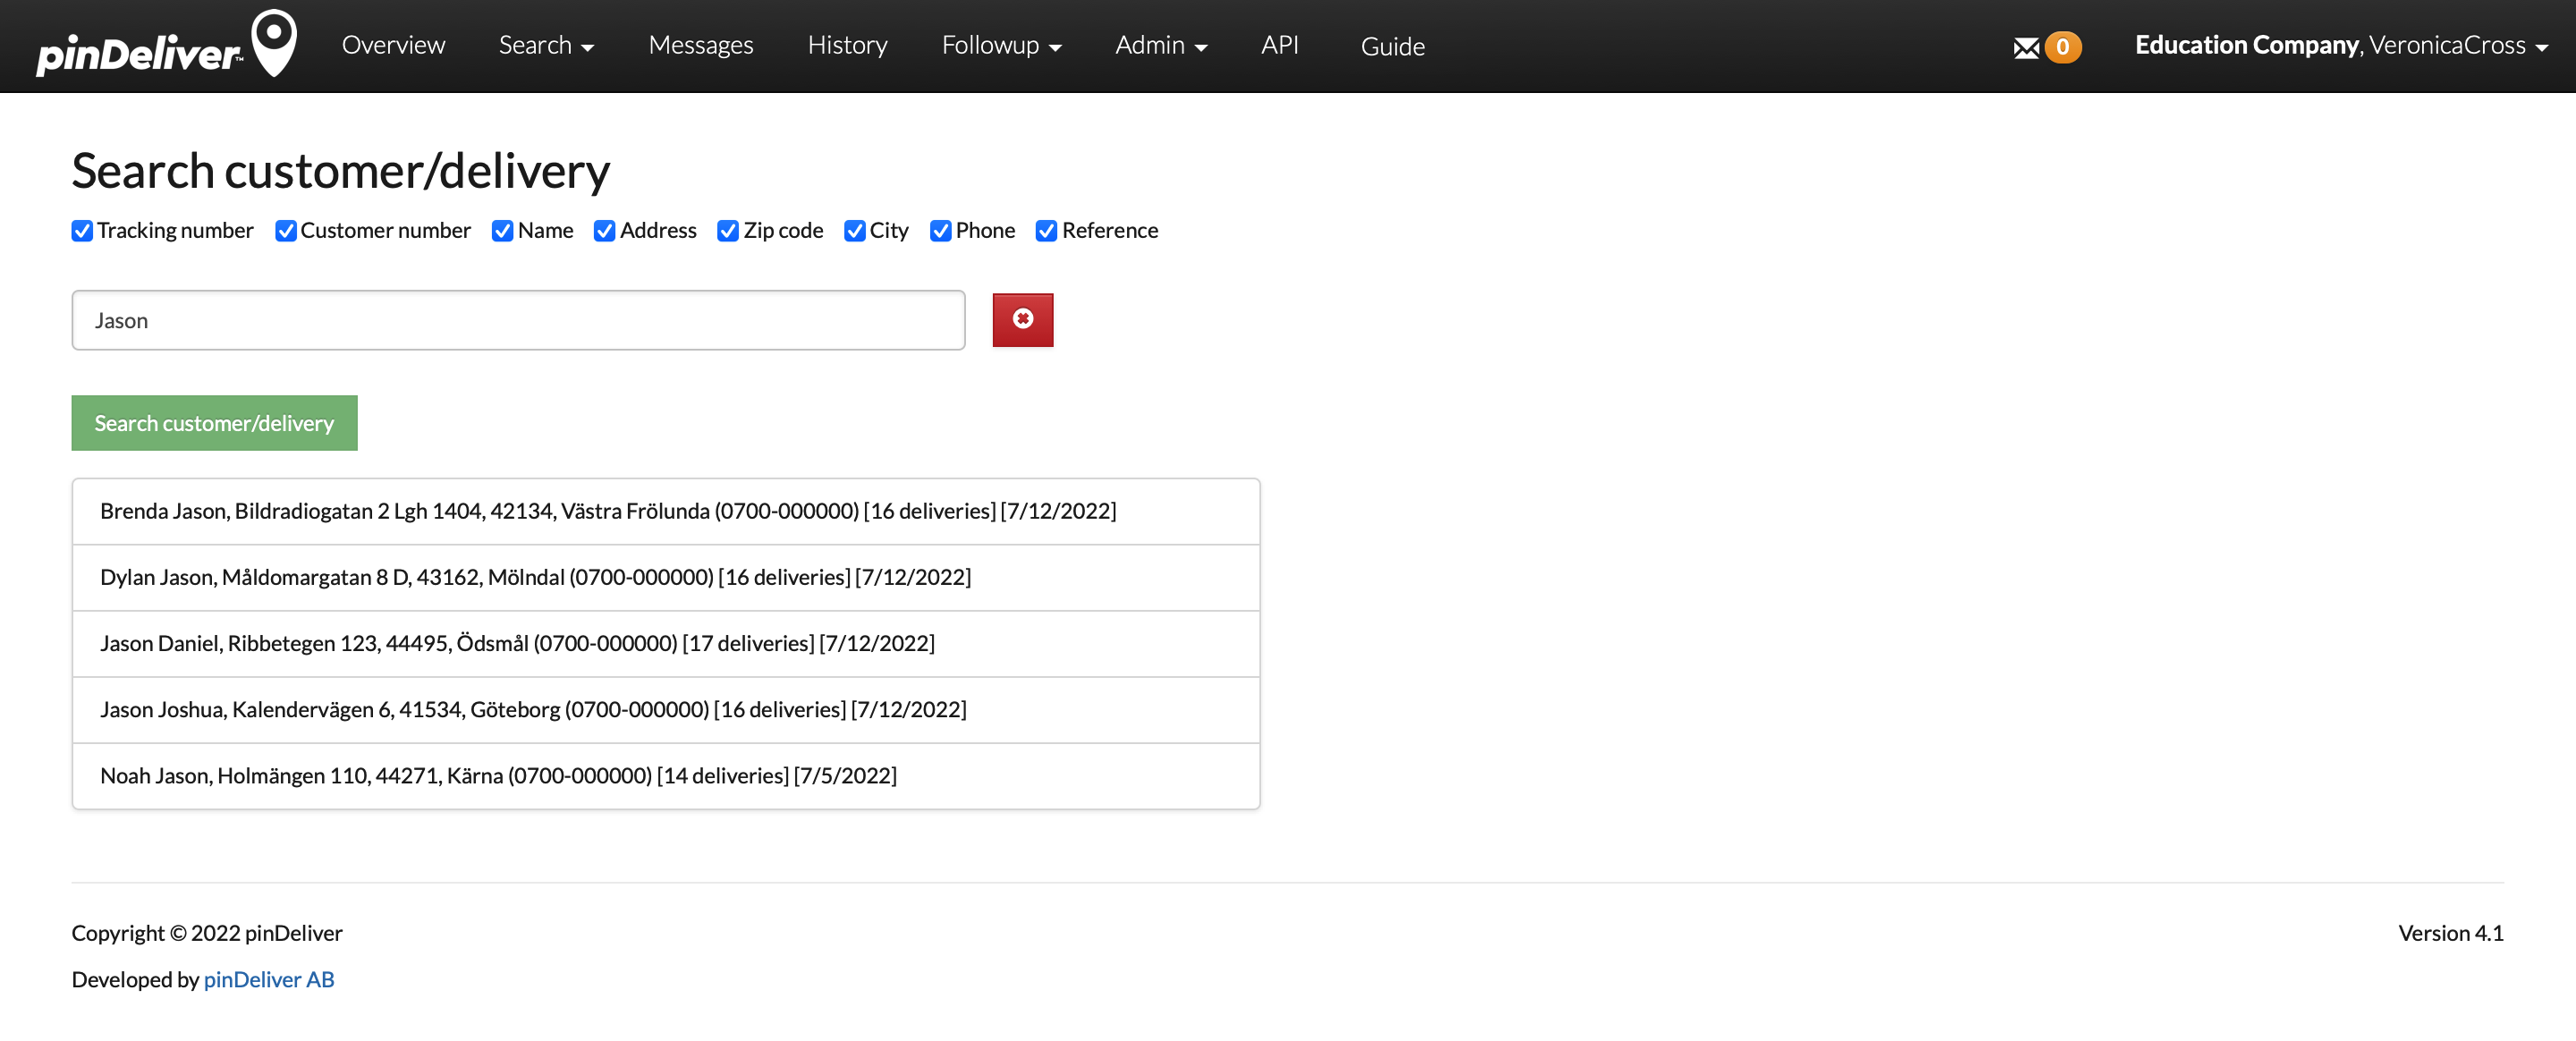 pinDeliver™ Overview Search Messages History Followup Admin API Guide 0 Education Company, VeronicaCross
Search customer/delivery
Tracking number Customer number Name Address Zip code City Phone Reference
Jason
Search customer/delivery
Brenda Jason, Bildradiogatan 2 Lgh 1404, 42134, Västra Frölunda (0700-000000) [16 deliveries] [7/12/2022]
Dylan Jason, Måldomargatan 8 D, 43162, Mölndal (0700-000000) [16 deliveries] [7/12/2022]
Jason Daniel, Ribbetegen 123, 44495, Ödsmål (0700-000000) [17 deliveries] [7/12/2022]
Jason Joshua, Kalendervägen 6, 41534, Göteborg (0700-000000) [16 deliveries] [7/12/2022]
Noah Jason, Holmängen 110, 44271, Kärna (0700-000000) [14 deliveries] [7/5/2022]
Copyright © 2022 pinDeliver Version 4.1
Developed by pinDeliver AB